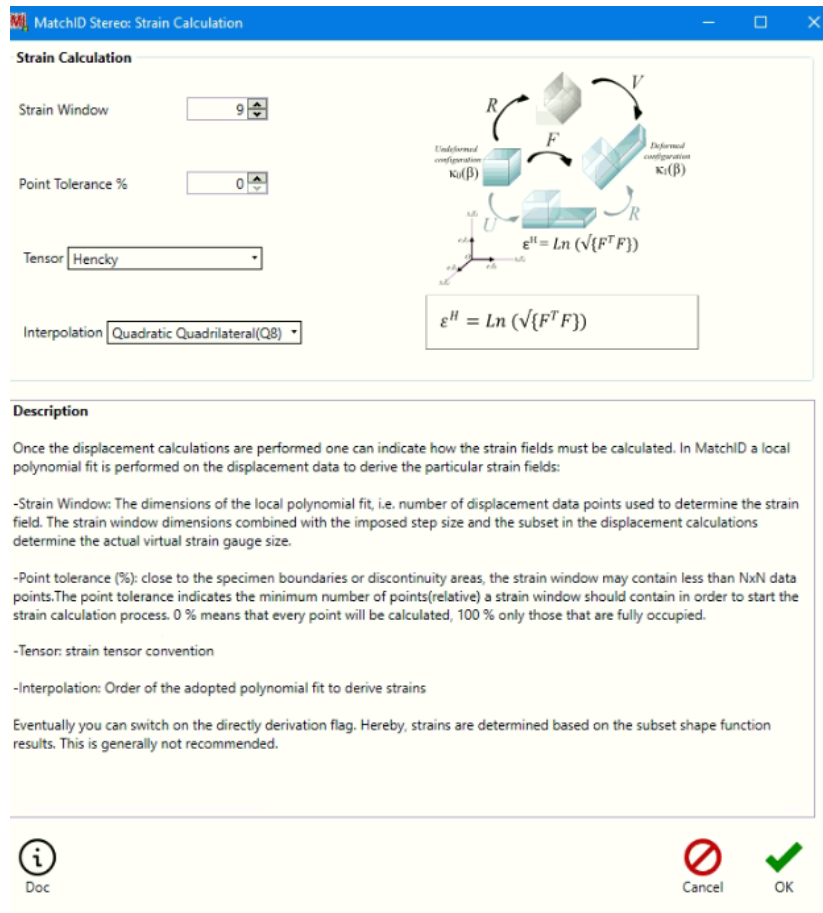 MatchID Stereo: Strain Calculation
Strain Calculation
Strain Window
9
Point Tolerance %
0
Tensor
Hencky
Interpolation
Quadratic Quadrilateral(Q8)
R
V
F
Undeformed
configuration
κ₀(β)
Deformed
configuration
κₜ(β)
U
R
εᴴ = Ln (√{FᵀF})
εᴴ = Ln (√{FᵀF})
Description
Once the displacement calculations are performed one can indicate how the strain fields must be calculated. In MatchID a local
polynomial fit is performed on the displacement data to derive the particular strain fields:
-Strain Window: The dimensions of the local polynomial fit, i.e. number of displacement data points used to determine the strain
field. The strain window dimensions combined with the imposed step size and the subset in the displacement calculations
determine the actual virtual strain gauge size.
-Point tolerance (%): close to the specimen boundaries or discontinuity areas, the strain window may contain less than NxN data
points.The point tolerance indicates the minimum number of points(relative) a strain window should contain in order to start the
strain calculation process. 0 % means that every point will be calculated, 100 % only those that are fully occupied.
-Tensor: strain tensor convention
-Interpolation: Order of the adopted polynomial fit to derive strains
Eventually you can switch on the directly derivation flag. Hereby, strains are determined based on the subset shape function
results. This is generally not recommended.
Doc
Cancel
OK